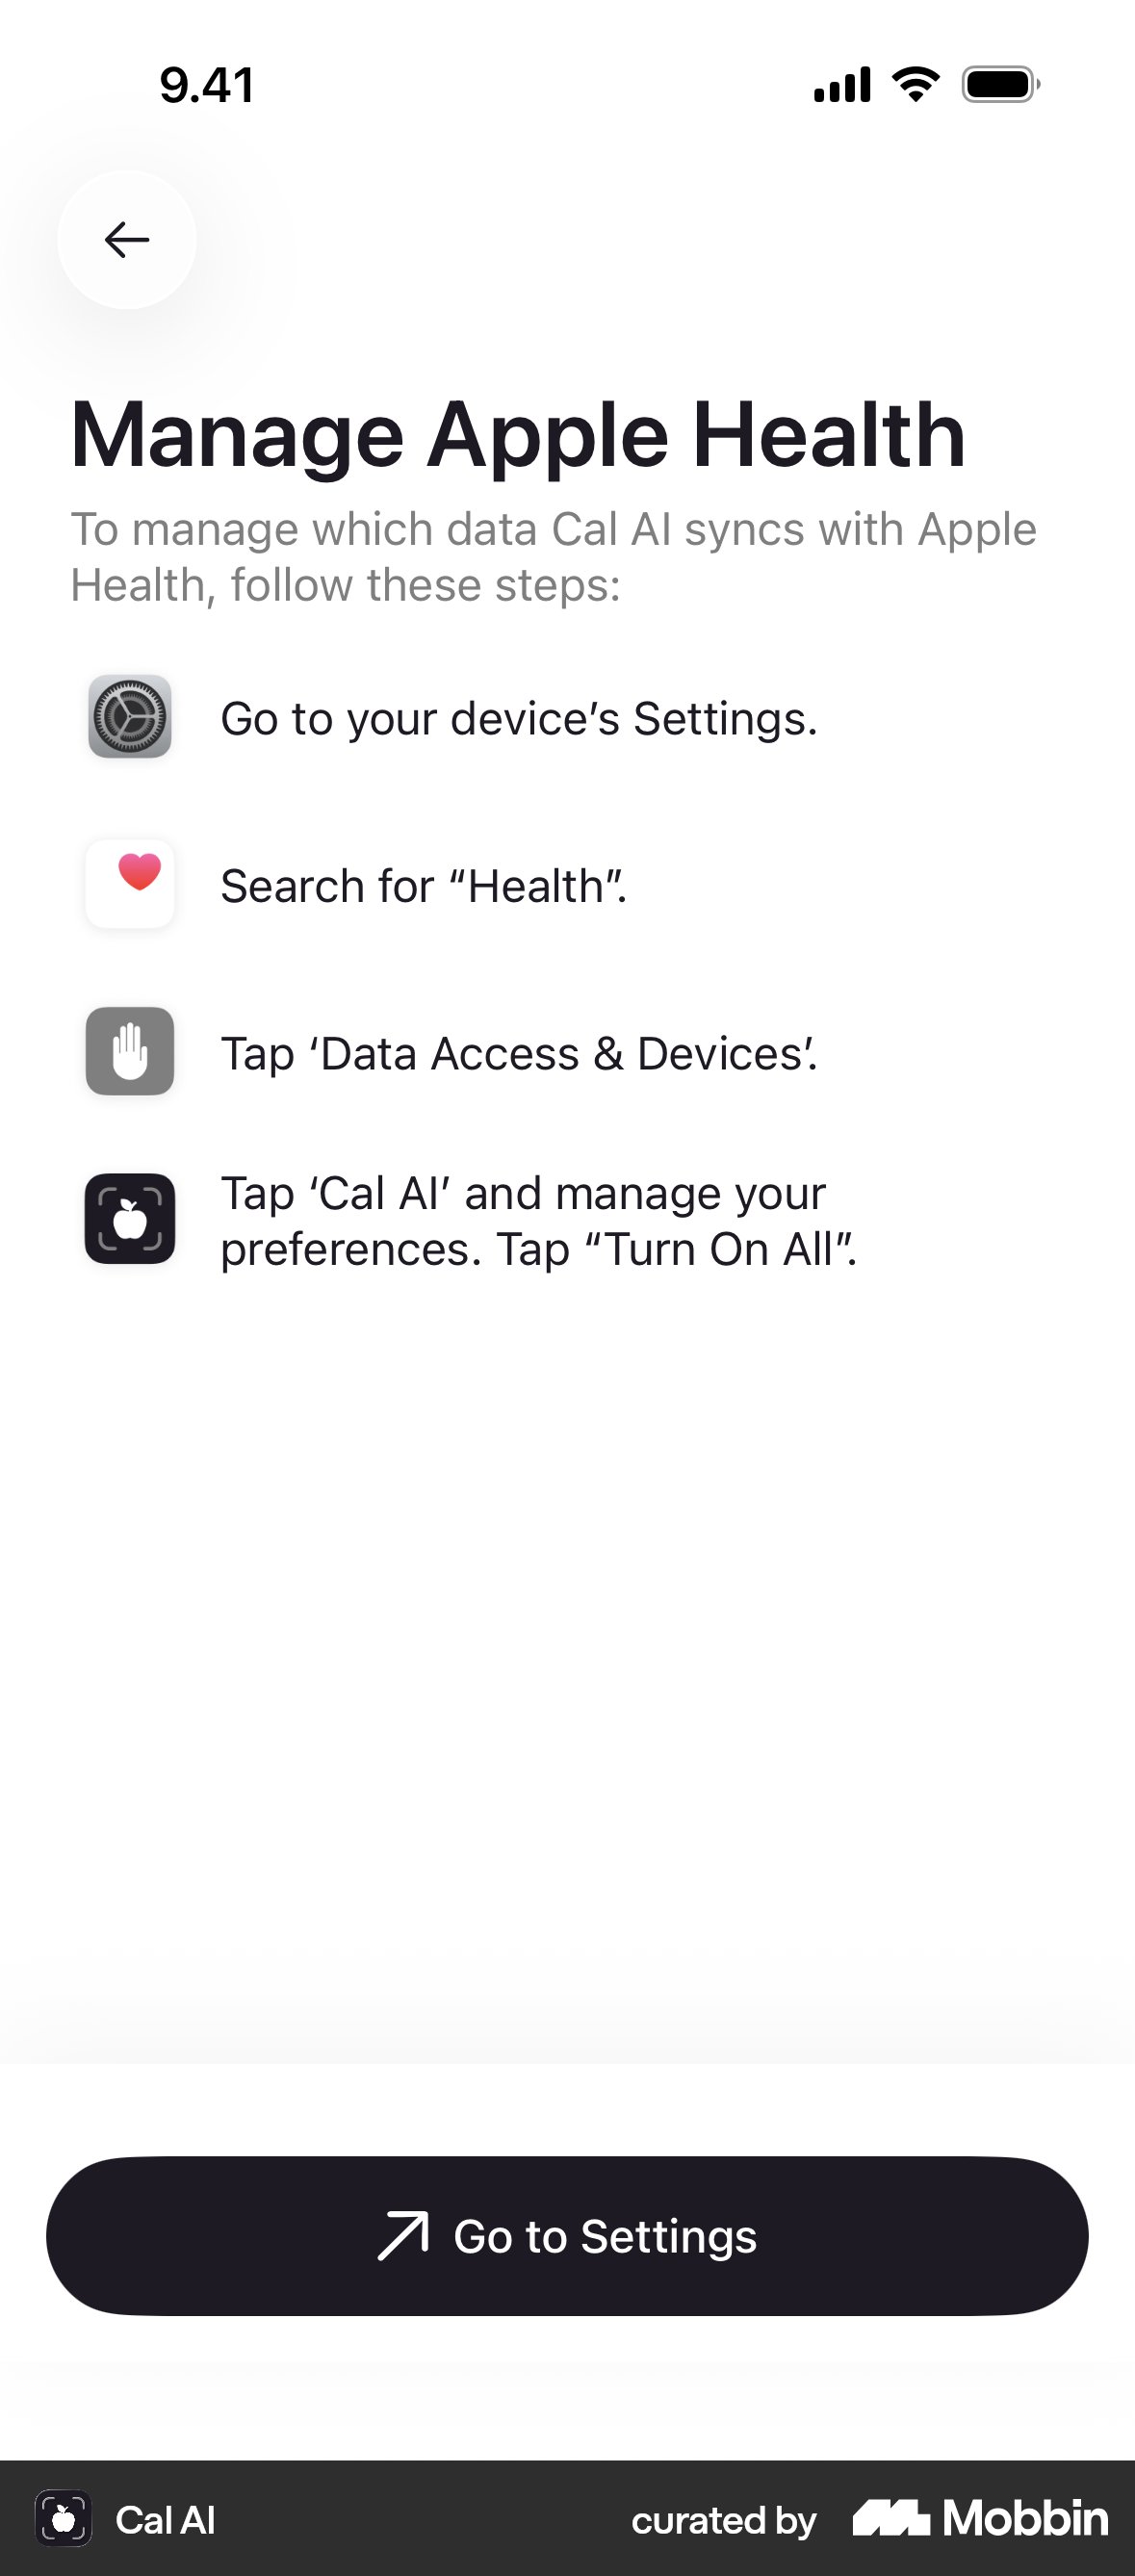 9.41
Manage Apple Health
To manage which data Cal AI syncs with Apple
Health, follow these steps:
Go to your device’s Settings.
Search for “Health”.
Tap ‘Data Access & Devices’.
Tap ‘Cal AI’ and manage your
preferences. Tap “Turn On All”.
Go to Settings
Cal AI
curated by Mobbin